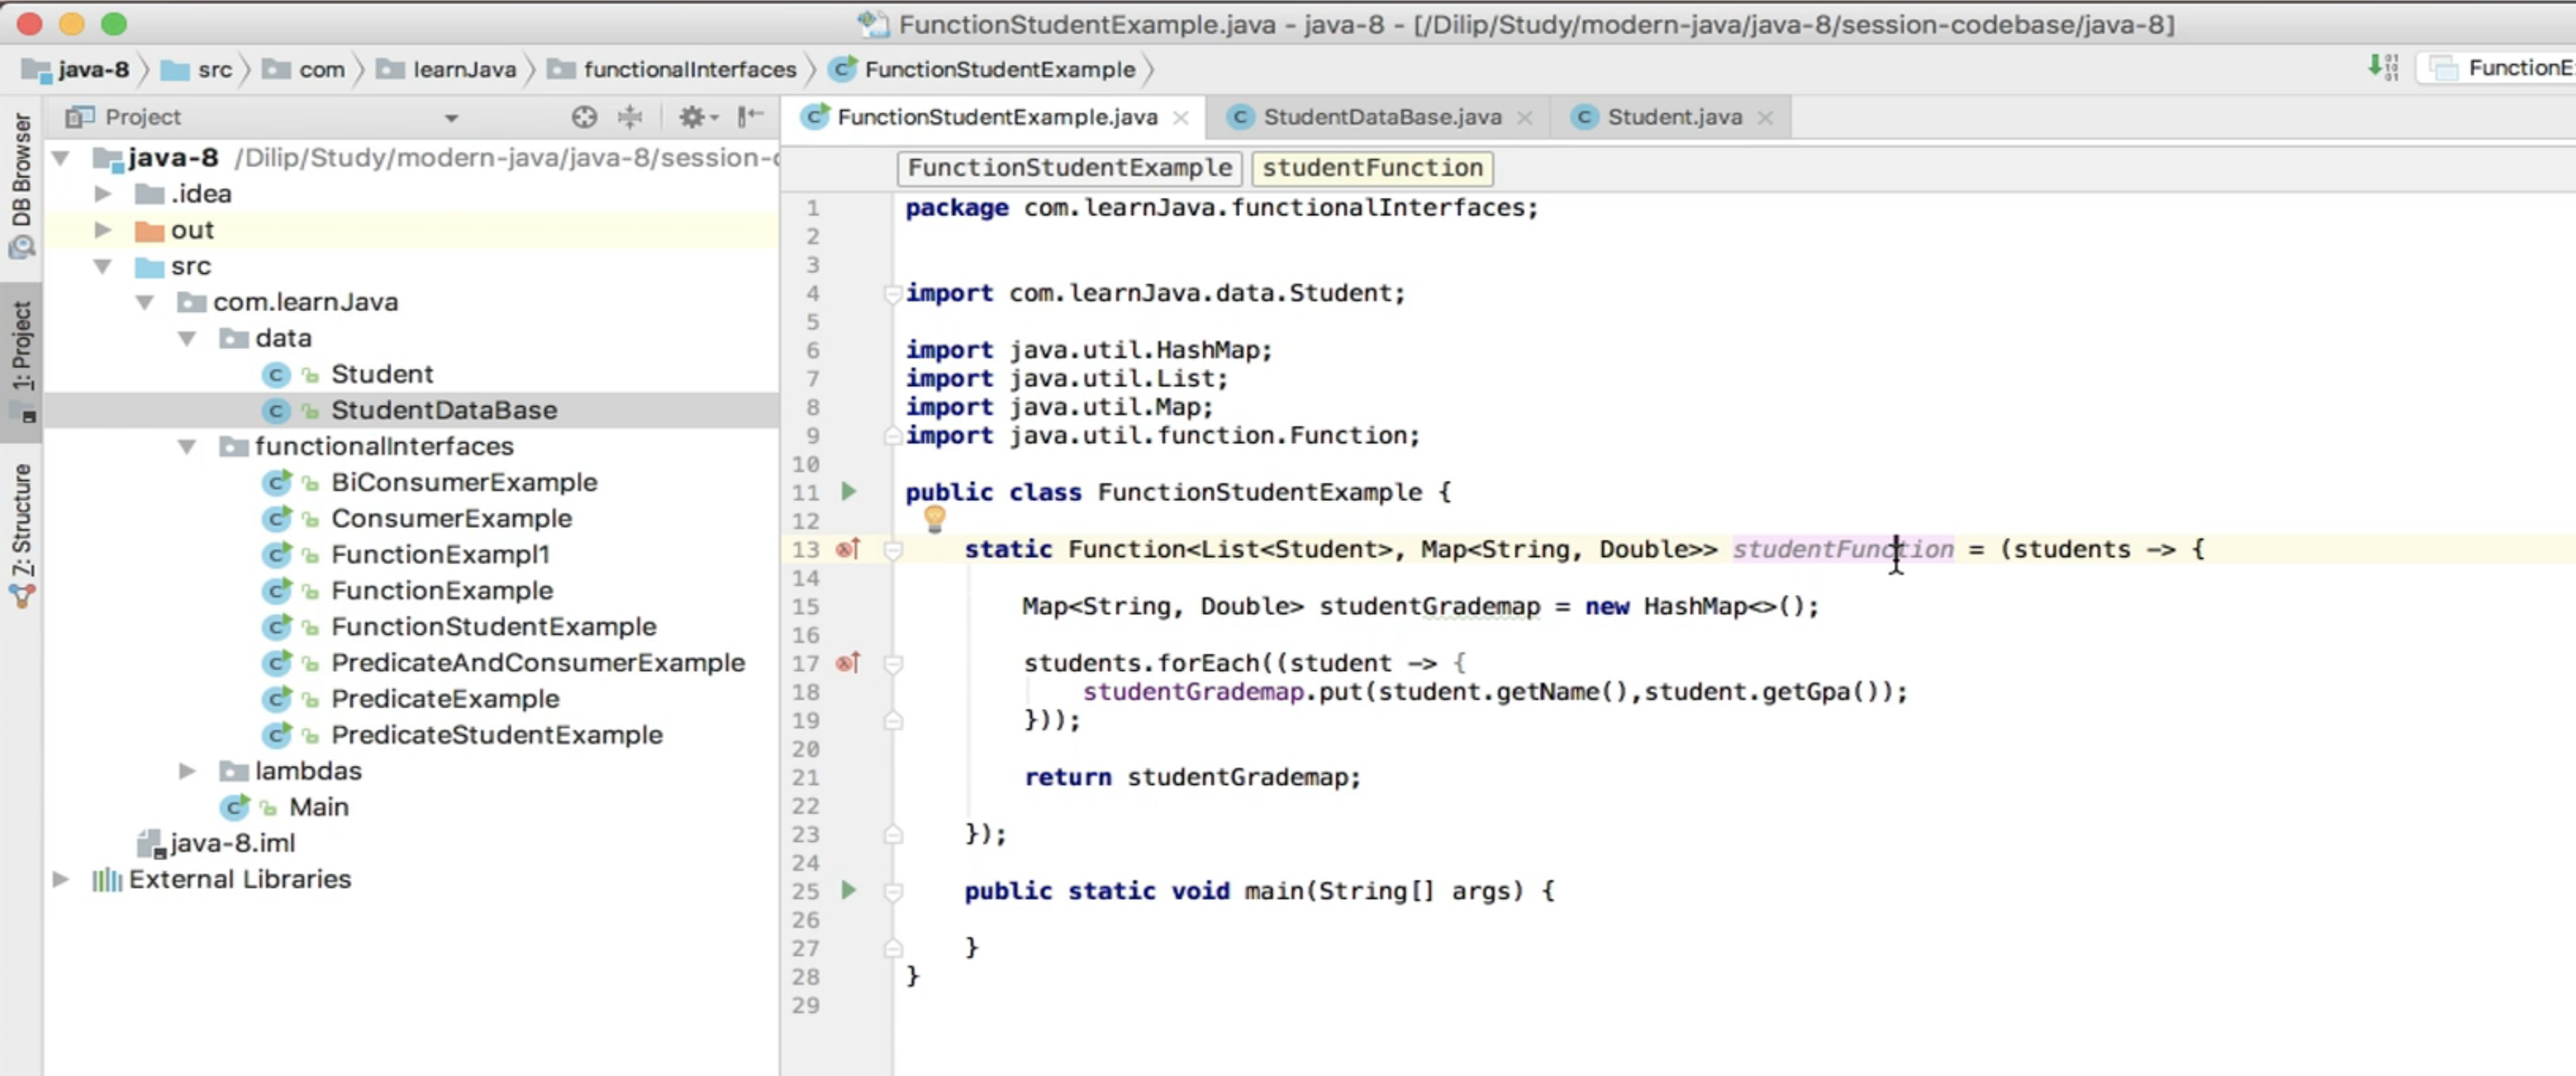 FunctionStudentExample.java - java-8 - [/Dilip/Study/modern-java/java-8/session-codebase/java-8]
java-8 src com learnJava functionalInterfaces FunctionStudentExample
DB Browser
1: Project
Z: Structure
Project
java-8 /Dilip/Study/modern-java/java-8/session-
.idea
out
src
com.learnJava
data
Student
StudentDataBase
functionalInterfaces
BiConsumerExample
ConsumerExample
FunctionExampl1
FunctionExample
FunctionStudentExample
PredicateAndConsumerExample
PredicateExample
PredicateStudentExample
lambdas
Main
java-8.iml
External Libraries
FunctionStudentExample.java StudentDataBase.java Student.java
FunctionStudentExample studentFunction
1 package com.learnJava.functionalInterfaces;
2
3
4 import com.learnJava.data.Student;
5
6 import java.util.HashMap;
7 import java.util.List;
8 import java.util.Map;
9 import java.util.function.Function;
10
11 public class FunctionStudentExample {
12
13 static Function<List<Student>, Map<String, Double>> studentFunction = (students -> {
14
15 Map<String, Double> studentGrademap = new HashMap<>();
16
17 students.forEach((student -> {
18 studentGrademap.put(student.getName(),student.getGpa());
19 }));
20
21 return studentGrademap;
22
23 });
24
25 public static void main(String[] args) {
26
27 }
28 }
29